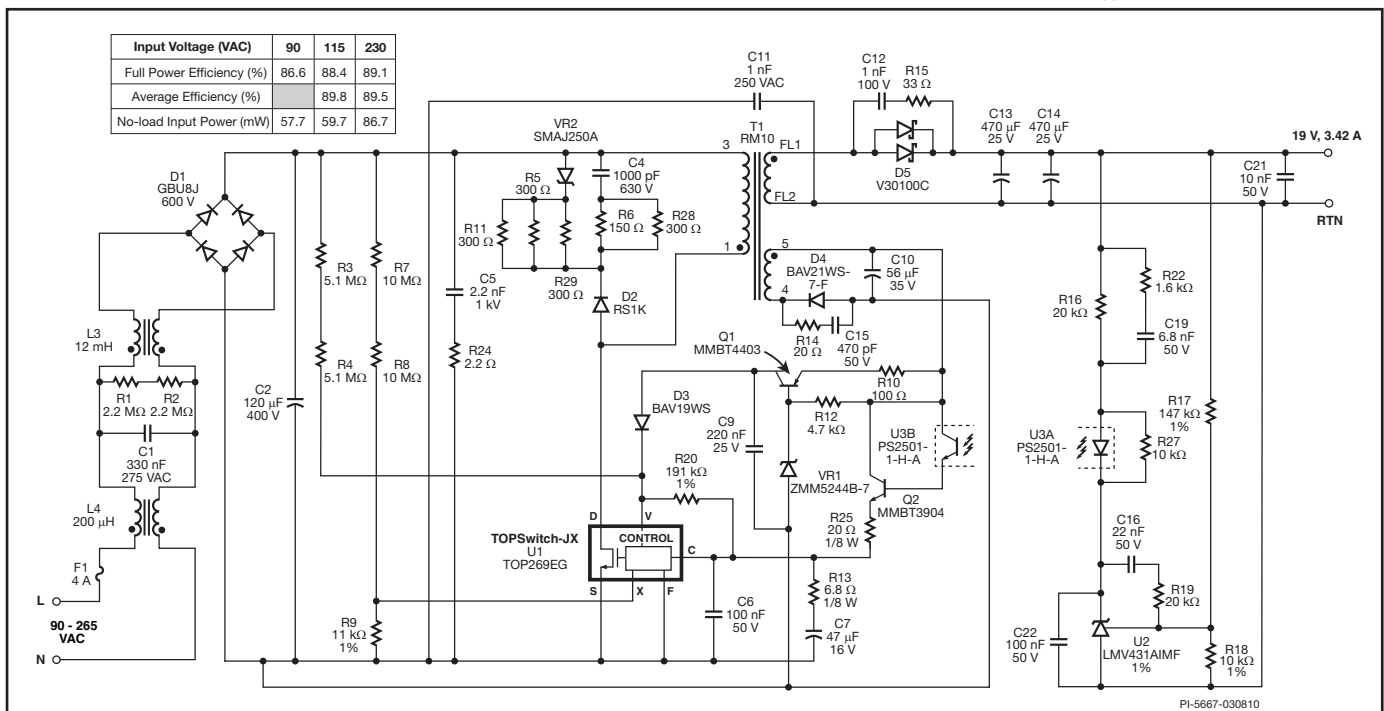 Input Voltage (VAC) 90 115 230
Full Power Efficiency (%) 86.6 88.4 89.1
Average Efficiency (%) 89.8 89.5
No-load Input Power (mW) 57.7 59.7 86.7
C11
1 nF
250 VAC
C12
1 nF
100 V
R15
33 Ω
VR2
SMAJ250A
T1
RM10
C13
470 µF
25 V
C14
470 µF
25 V
19 V, 3.42 A
3
FL1
D5
V30100C
C21
10 nF
50 V
D1
GBU8J
600 V
C4
1000 pF
630 V
FL2
RTN
R5
300 Ω
R11
300 Ω
R6
150 Ω
R28
300 Ω
R29
300 Ω
1
5
4
D4
BAV21WS-
7-F
C10
56 µF
35 V
R3
5.1 MΩ
R7
10 MΩ
C5
2.2 nF
1 kV
D2
RS1K
R14
20 Ω
C15
470 pF
50 V
R16
20 kΩ
R22
1.6 kΩ
C19
6.8 nF
50 V
L3
12 mH
R4
5.1 MΩ
R8
10 MΩ
R24
2.2 Ω
Q1
MMBT4403
R10
100 Ω
R1
2.2 MΩ
R2
2.2 MΩ
C2
120 µF
400 V
D3
BAV19WS
C9
220 nF
25 V
R12
4.7 kΩ
U3B
PS2501-
1-H-A
U3A
PS2501-
1-H-A
R17
147 kΩ
1%
R27
10 kΩ
C1
330 nF
275 VAC
R20
191 kΩ
1%
VR1
ZMM5244B-7
Q2
MMBT3904
L4
200 µH
D
V
TOPSwitch-JX
U1
TOP269EG
CONTROL
C
S
X
F
R25
20 Ω
1/8 W
C16
22 nF
50 V
F1
4 A
R13
6.8 Ω
1/8 W
R19
20 kΩ
L
90 - 265
VAC
N
R9
11 kΩ
1%
C6
100 nF
50 V
C7
47 µF
16 V
C22
100 nF
50 V
U2
LMV431AIMF
1%
R18
10 kΩ
1%
PI-5667-030810